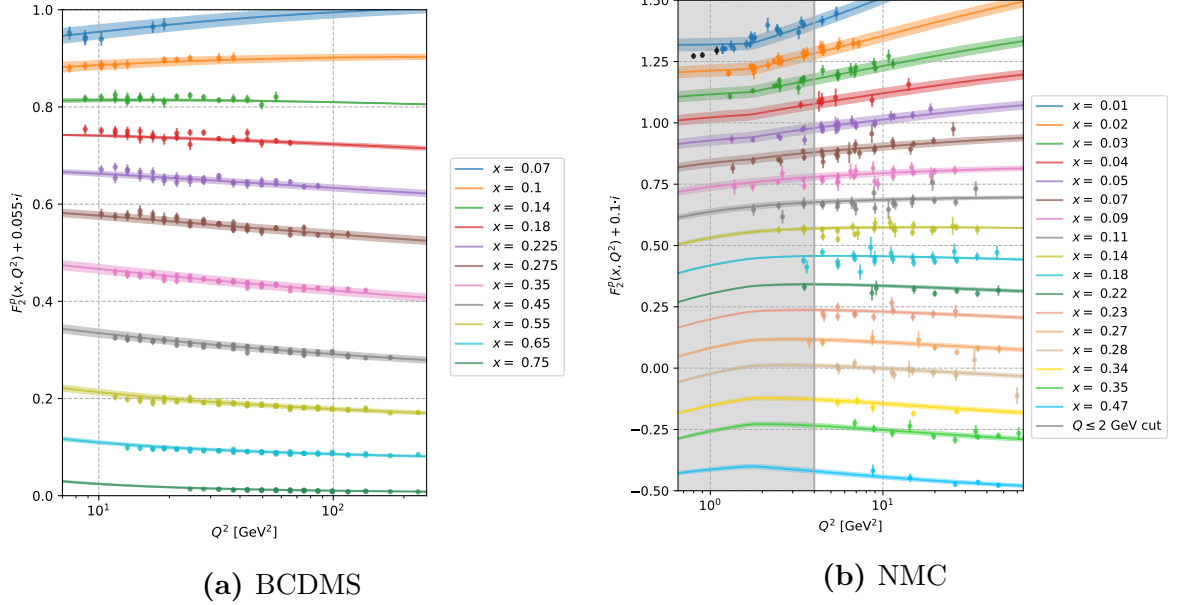 1.0
0.8
0.6
0.4
0.2
0.0
F₂ᵖ(x, Q²) + 0.055·i
10¹
10²
Q² [GeV²]
x = 0.07
x = 0.1
x = 0.14
x = 0.18
x = 0.225
x = 0.275
x = 0.35
x = 0.45
x = 0.55
x = 0.65
x = 0.75
(a) BCDMS
1.50
1.25
1.00
0.75
0.50
0.25
0.00
−0.25
−0.50
F₂ᵖ(x, Q²) + 0.1·i
10⁰
10¹
Q² [GeV²]
x = 0.01
x = 0.02
x = 0.03
x = 0.04
x = 0.05
x = 0.07
x = 0.09
x = 0.11
x = 0.14
x = 0.18
x = 0.22
x = 0.23
x = 0.27
x = 0.28
x = 0.34
x = 0.35
x = 0.47
Q ≤ 2 GeV cut
(b) NMC